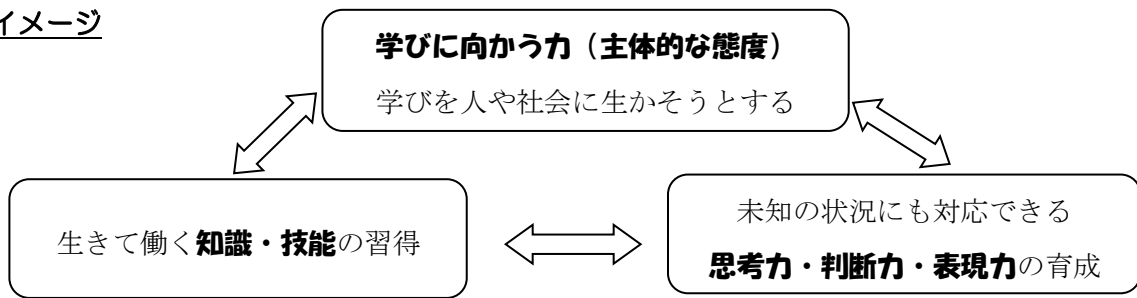 イメージ
学びに向かう力（主体的な態度）
学びを人や社会に生かそうとする
生きて働く知識・技能の習得
未知の状況にも対応できる
思考力・判断力・表現力の育成